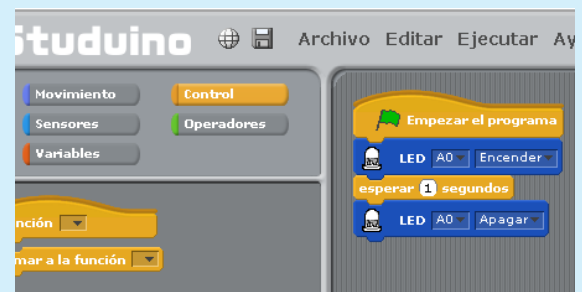 Studuino Archivo Editar Ejecutar Ay
Movimiento Control
Sensores Operadores
Variables
nción
mar a la función
Empezar el programa
LED A0 Encender
esperar 1 segundos
LED A0 Apagar